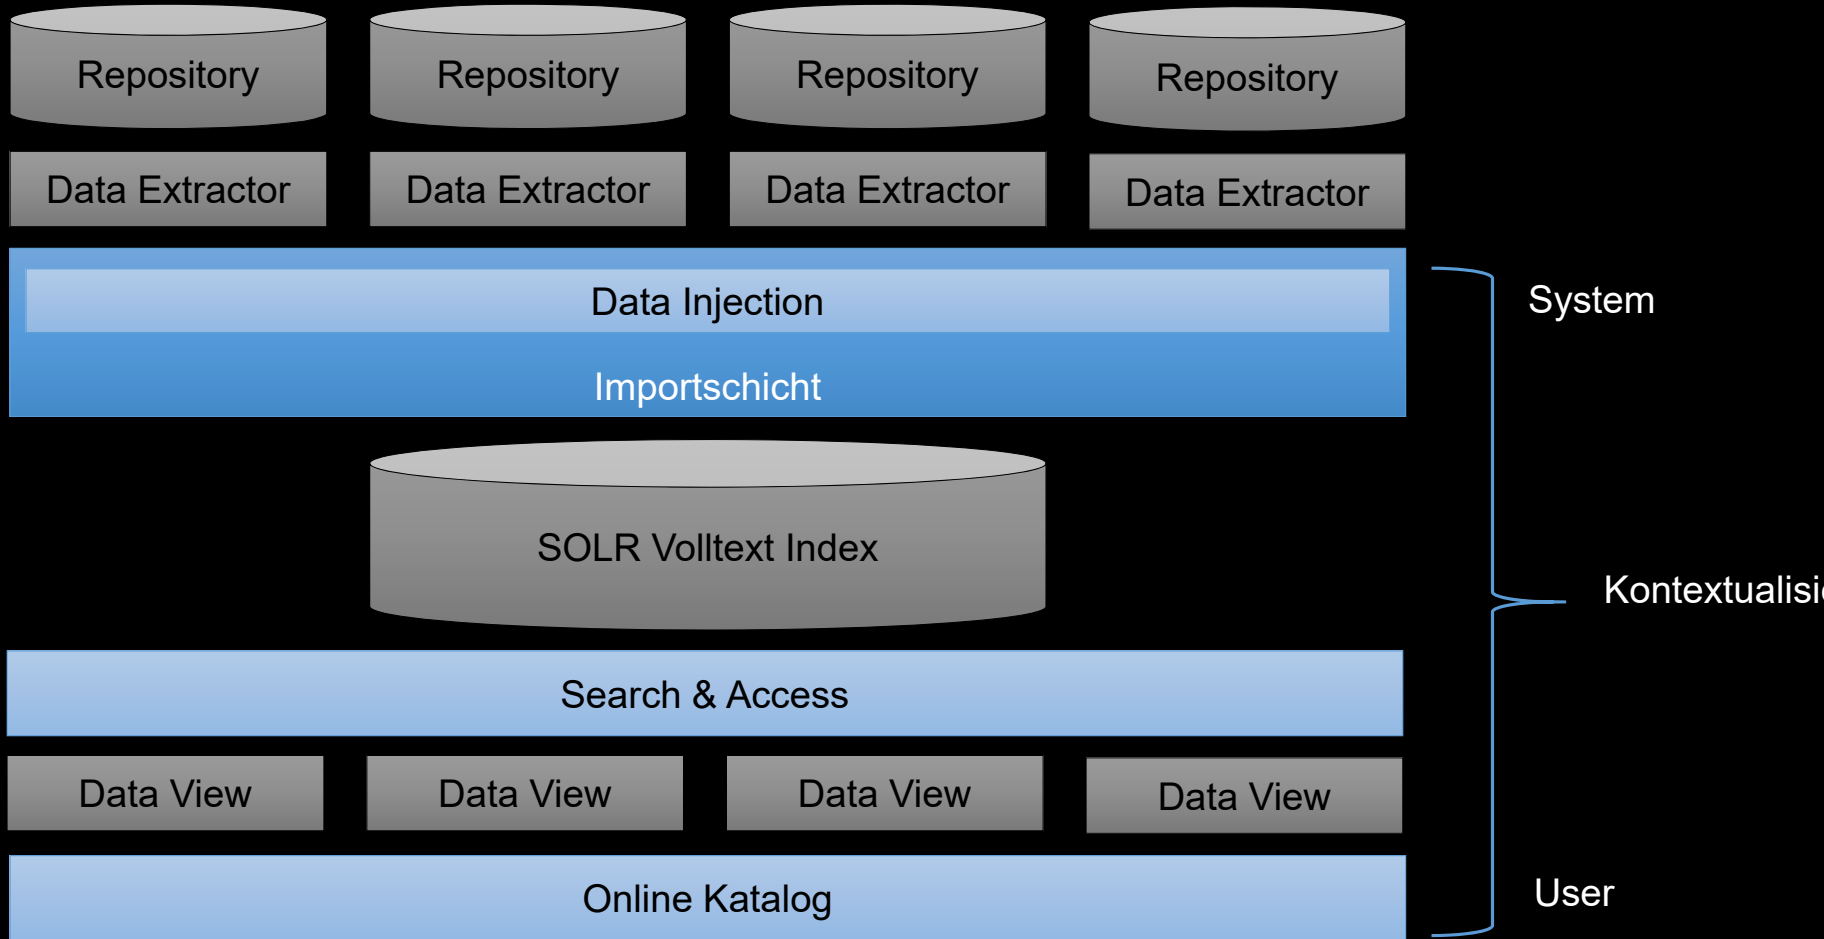 Repository
Repository
Repository
Repository
Data Extractor
Data Extractor
Data Extractor
Data Extractor
Data Injection
System
Importschicht
SOLR Volltext Index
Search & Access
Data View
Data View
Data View
Data View
Online Katalog
User